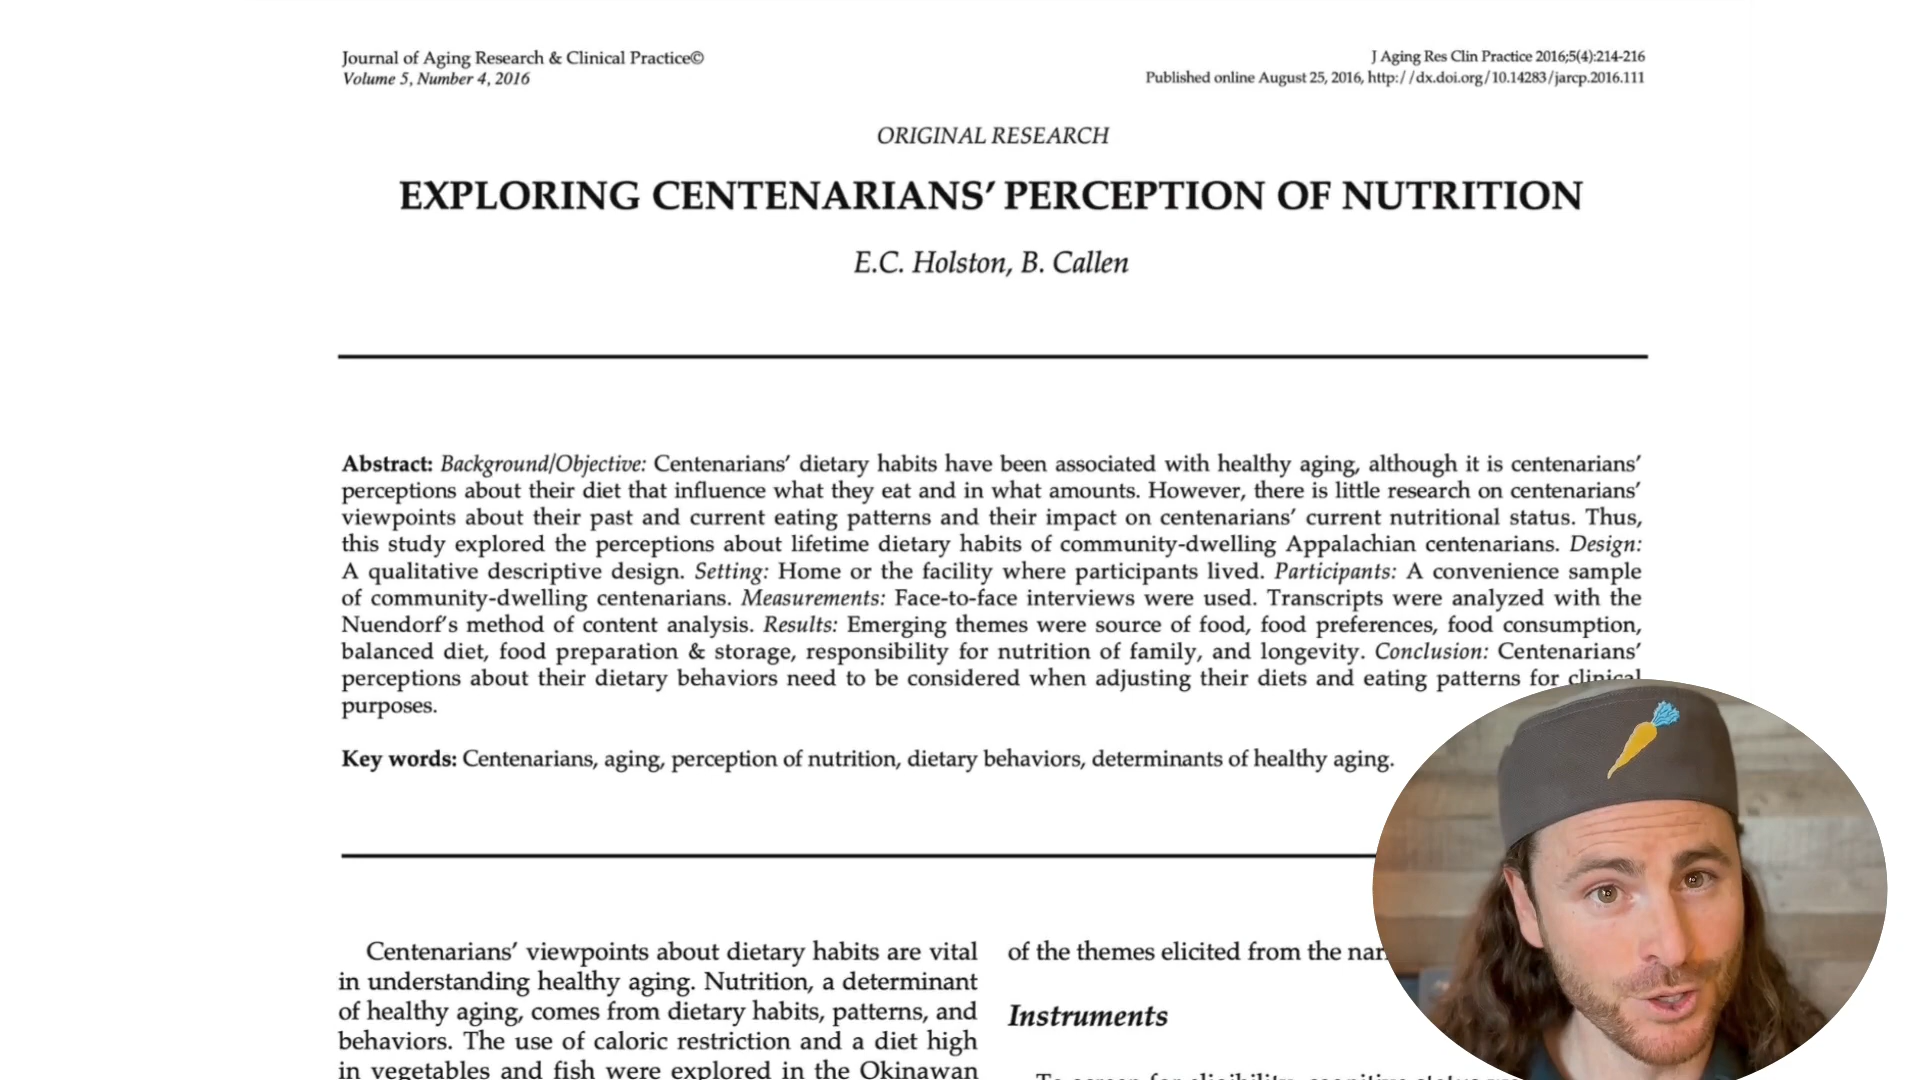 Journal of Aging Research & Clinical Practice©
Volume 5, Number 4, 2016
J Aging Res Clin Practice 2016;5(4):214-216
Published online August 25, 2016, http://dx.doi.org/10.14283/jarcp.2016.111
ORIGINAL RESEARCH
EXPLORING CENTENARIANS’ PERCEPTION OF NUTRITION
E.C. Holston, B. Callen
Abstract: Background/Objective: Centenarians’ dietary habits have been associated with healthy aging, although it is centenarians’
perceptions about their diet that influence what they eat and in what amounts. However, there is little research on centenarians’
viewpoints about their past and current eating patterns and their impact on centenarians’ current nutritional status. Thus,
this study explored the perceptions about lifetime dietary habits of community-dwelling Appalachian centenarians. Design:
A qualitative descriptive design. Setting: Home or the facility where participants lived. Participants: A convenience sample
of community-dwelling centenarians. Measurements: Face-to-face interviews were used. Transcripts were analyzed with the
Nuendorf’s method of content analysis. Results: Emerging themes were source of food, food preferences, food consumption,
balanced diet, food preparation & storage, responsibility for nutrition of family, and longevity. Conclusion: Centenarians’
perceptions about their dietary behaviors need to be considered when adjusting their diets and eating patterns for clinical
purposes.
Key words: Centenarians, aging, perception of nutrition, dietary behaviors, determinants of healthy aging.
Centenarians’ viewpoints about dietary habits are vital
in understanding healthy aging. Nutrition, a determinant
of healthy aging, comes from dietary habits, patterns, and
behaviors. The use of caloric restriction and a diet high
in vegetables and fish were explored in the Okinawan
of the themes elicited from the
Instruments